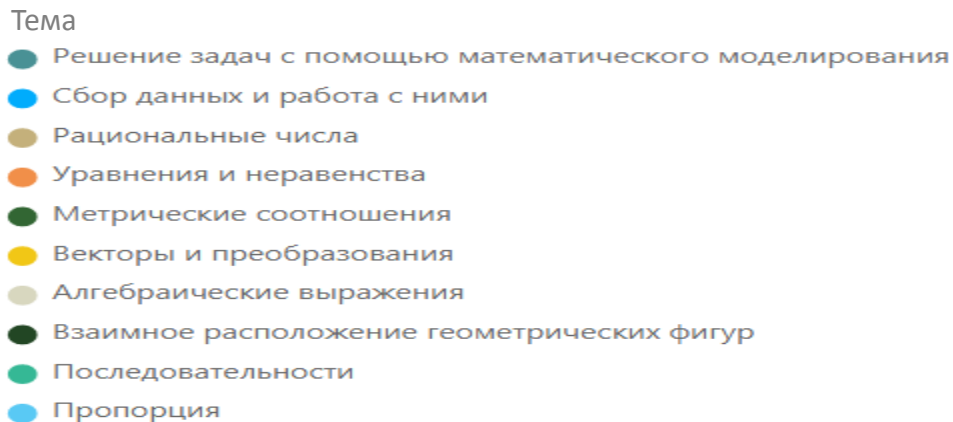 Тема
Решение задач с помощью математического моделирования
Сбор данных и работа с ними
Рациональные числа
Уравнения и неравенства
Метрические соотношения
Векторы и преобразования
Алгебраические выражения
Взаимное расположение геометрических фигур
Последовательности
Пропорция